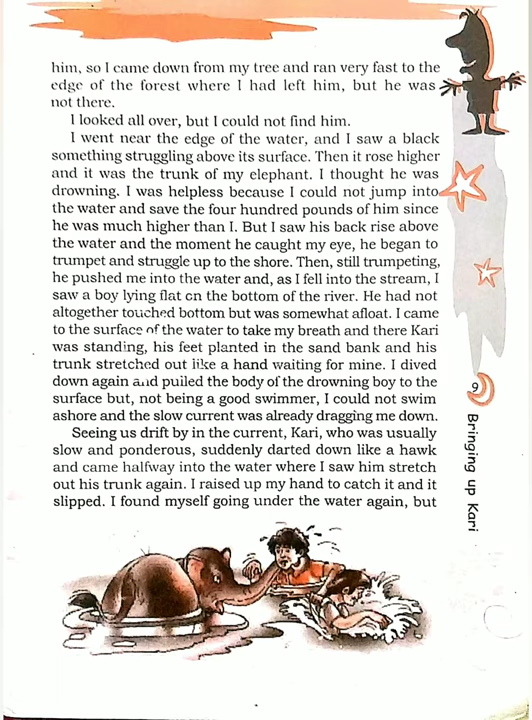 him, so I came down from my tree and ran very fast to the
edge of the forest where I had left him, but he was
not there.
I looked all over, but I could not find him.
I went near the edge of the water, and I saw a black
something struggling above its surface. Then it rose higher
and it was the trunk of my elephant. I thought he was
drowning. I was helpless because I could not jump into
the water and save the four hundred pounds of him since
he was much higher than I. But I saw his back rise above
the water and the moment he caught my eye, he began to
trumpet and struggle up to the shore. Then, still trumpeting,
he pushed me into the water and, as I fell into the stream, I
saw a boy lying flat on the bottom of the river. He had not
altogether touched bottom but was somewhat afloat. I came
to the surface of the water to take my breath and there Kari
was standing, his feet planted in the sand bank and his
trunk stretched out like a hand waiting for mine. I dived
down again and pulled the body of the drowning boy to the
surface but, not being a good swimmer, I could not swim
ashore and the slow current was already dragging me down.
Seeing us drift by in the current, Kari, who was usually
slow and ponderous, suddenly darted down like a hawk
and came halfway into the water where I saw him stretch
out his trunk again. I raised up my hand to catch it and it
slipped. I found myself going under the water again, but
9
Bringing up Kari